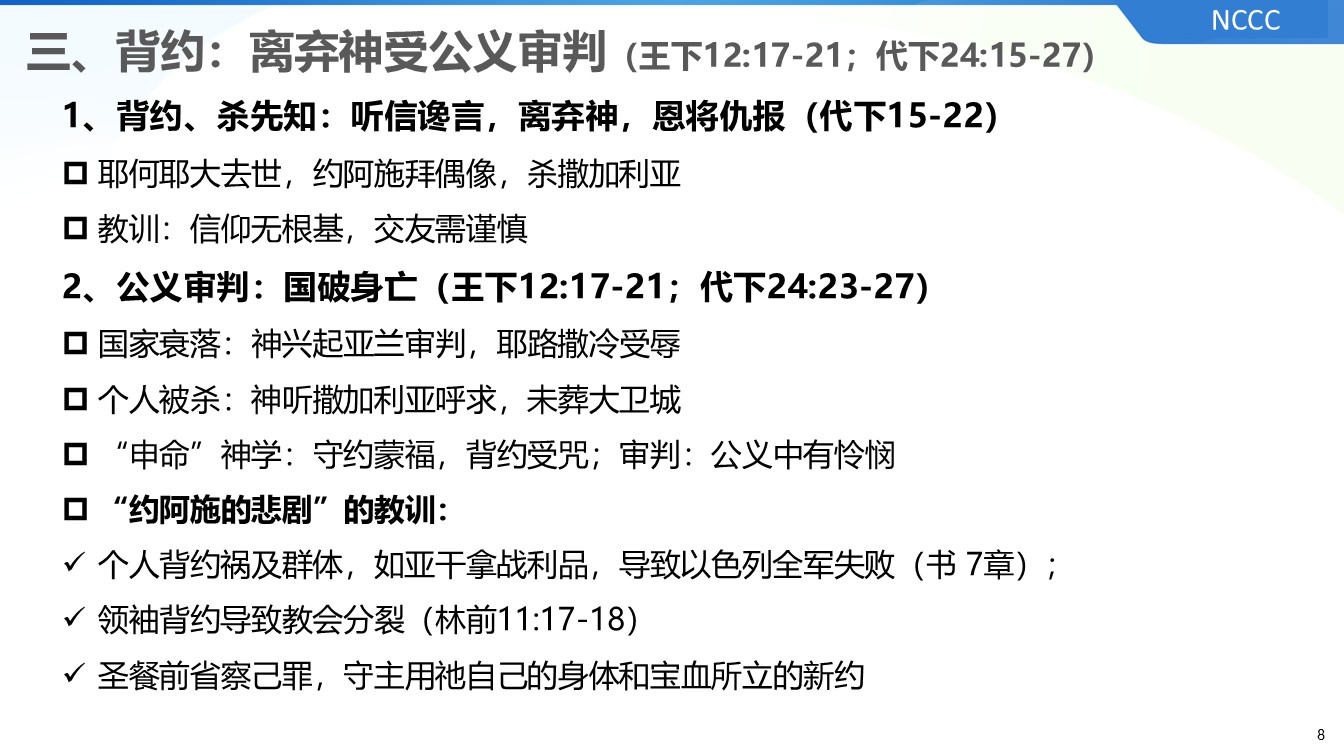 NCCC
三、背约：离弃神受公义审判（王下12:17-21；代下24:15-27）
1、背约、杀先知：听信谗言，离弃神，恩将仇报（代下15-22）
耶何耶大去世，约阿施拜偶像，杀撒加利亚
教训：信仰无根基，交友需谨慎
2、公义审判：国破身亡（王下12:17-21；代下24:23-27）
国家衰落：神兴起亚兰审判，耶路撒冷受辱
个人被杀：神听撒加利亚呼求，未葬大卫城
“申命”神学：守约蒙福，背约受咒；审判：公义中有怜悯
“约阿施的悲剧”的教训：
✓ 个人背约祸及群体，如亚干拿战利品，导致以色列全军失败（书 7章）；
✓ 领袖背约导致教会分裂（林前11:17-18）
✓ 圣餐前省察己罪，守主用祂自己的身体和宝血所立的新约
8